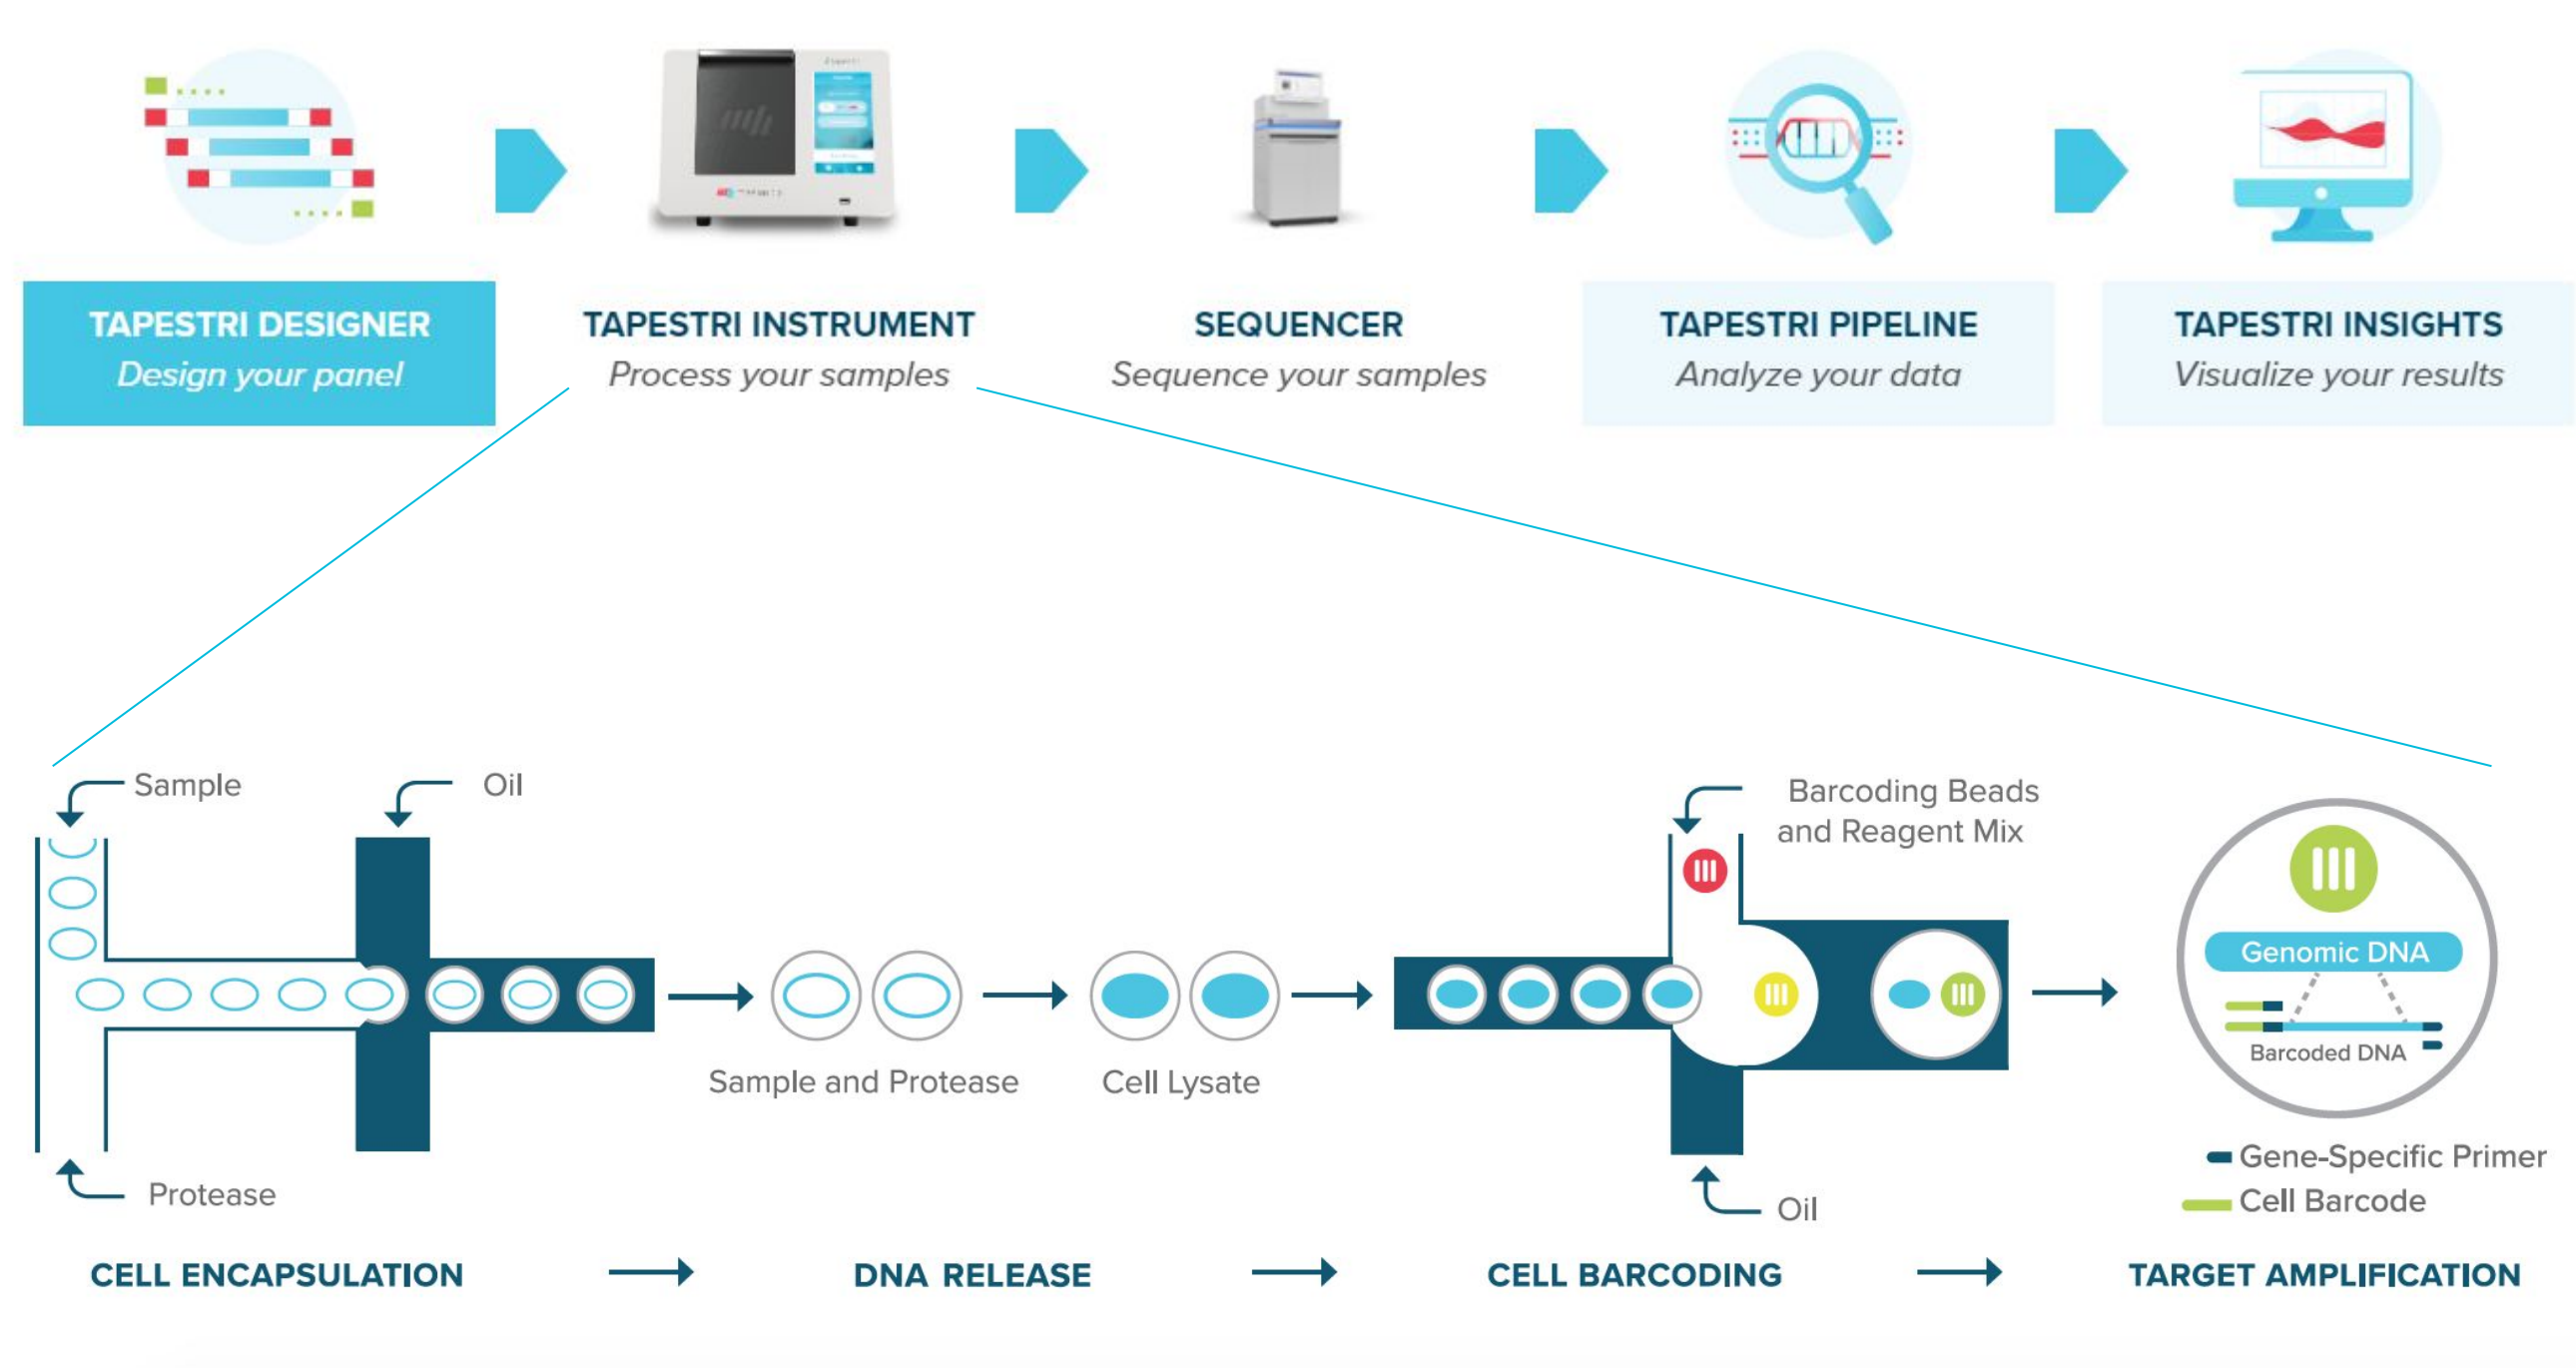 TAPESTRI DESIGNER
Design your panel
TAPESTRI INSTRUMENT
Process your samples
SEQUENCER
Sequence your samples
TAPESTRI PIPELINE
Analyze your data
TAPESTRI INSIGHTS
Visualize your results
Sample
Oil
Protease
Sample and Protease
Cell Lysate
Barcoding Beads
and Reagent Mix
Oil
Genomic DNA
Barcoded DNA
Gene-Specific Primer
Cell Barcode
CELL ENCAPSULATION
DNA RELEASE
CELL BARCODING
TARGET AMPLIFICATION